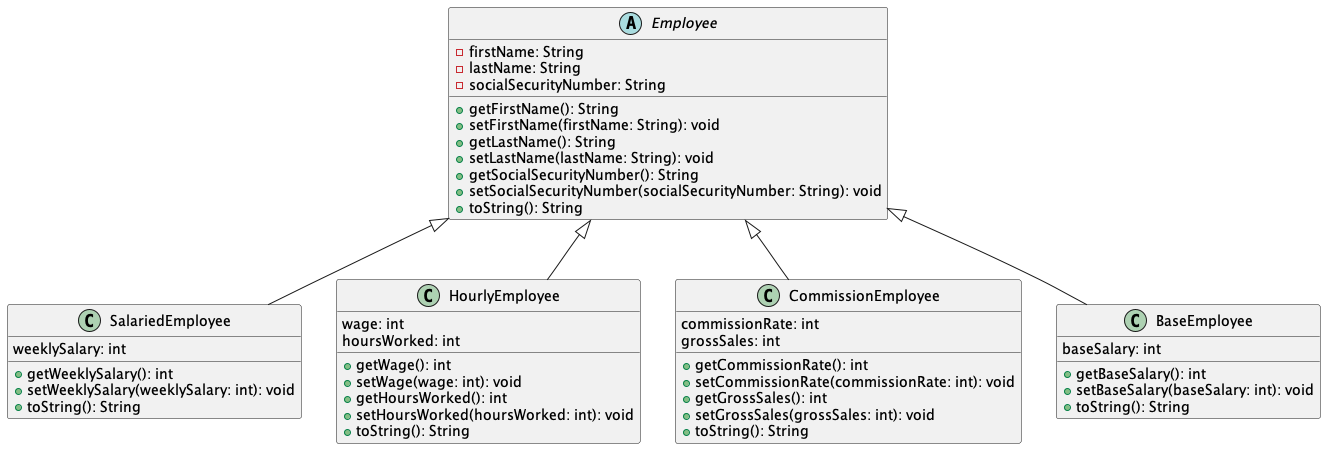 A Employee
firstName: String
lastName: String
socialSecurityNumber: String
getFirstName(): String
setFirstName(firstName: String): void
getLastName(): String
setLastName(lastName: String): void
getSocialSecurityNumber(): String
setSocialSecurityNumber(socialSecurityNumber: String): void
toString(): String
C SalariedEmployee
weeklySalary: int
getWeeklySalary(): int
setWeeklySalary(weeklySalary: int): void
toString(): String
C HourlyEmployee
wage: int
hoursWorked: int
getWage(): int
setWage(wage: int): void
getHoursWorked(): int
setHoursWorked(hoursWorked: int): void
toString(): String
C CommissionEmployee
commissionRate: int
grossSales: int
getCommissionRate(): int
setCommissionRate(commissionRate: int): void
getGrossSales(): int
setGrossSales(grossSales: int): void
toString(): String
C BaseEmployee
baseSalary: int
getBaseSalary(): int
setBaseSalary(baseSalary: int): void
toString(): String